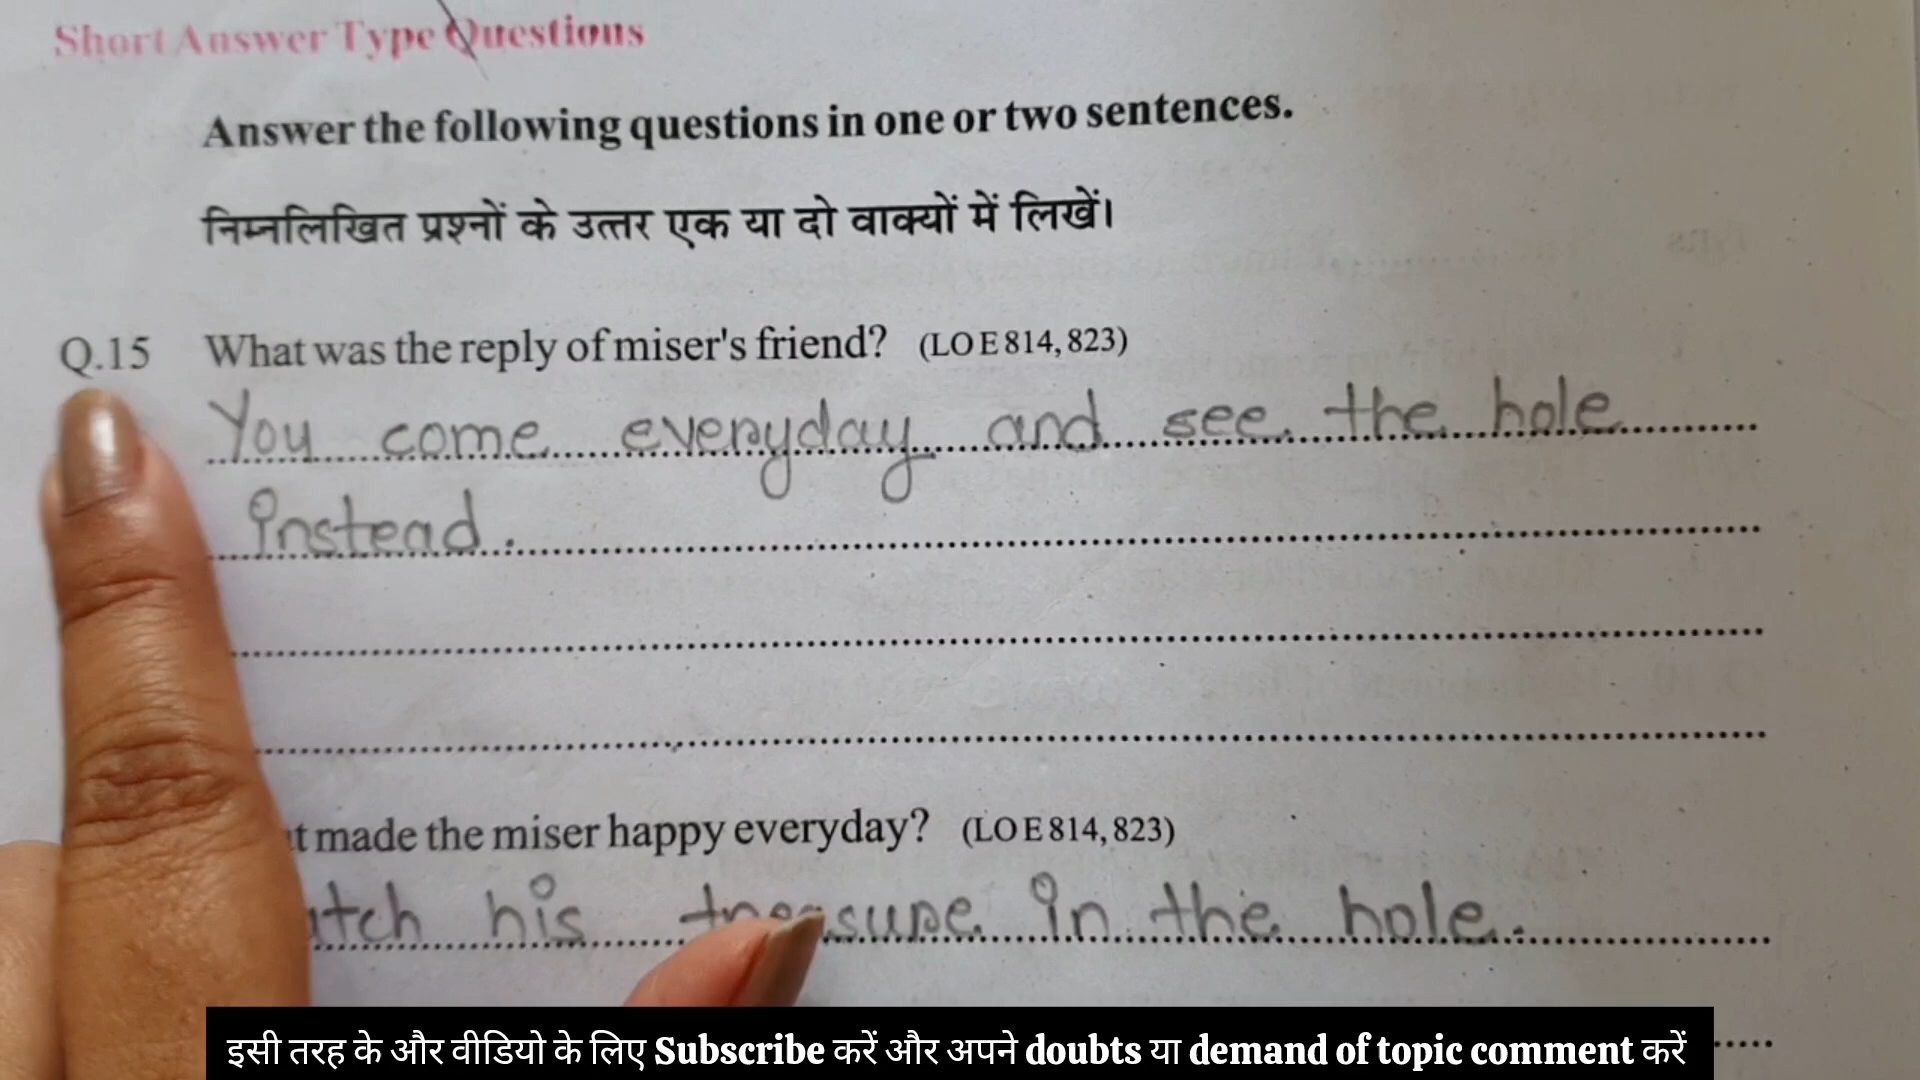 Short Answer Type Questions
Answer the following questions in one or two sentences.
निम्नलिखित प्रश्नों के उत्तर एक या दो वाक्यों में लिखें।
Q.15 What was the reply of miser's friend? (LO E 814, 823)
You come everyday and see the hole
instead.
made the miser happy everyday? (LO E 814, 823)
his treasure in the hole.
इसी तरह के और वीडियो के लिए Subscribe करें और अपने doubts या demand of topic comment करें